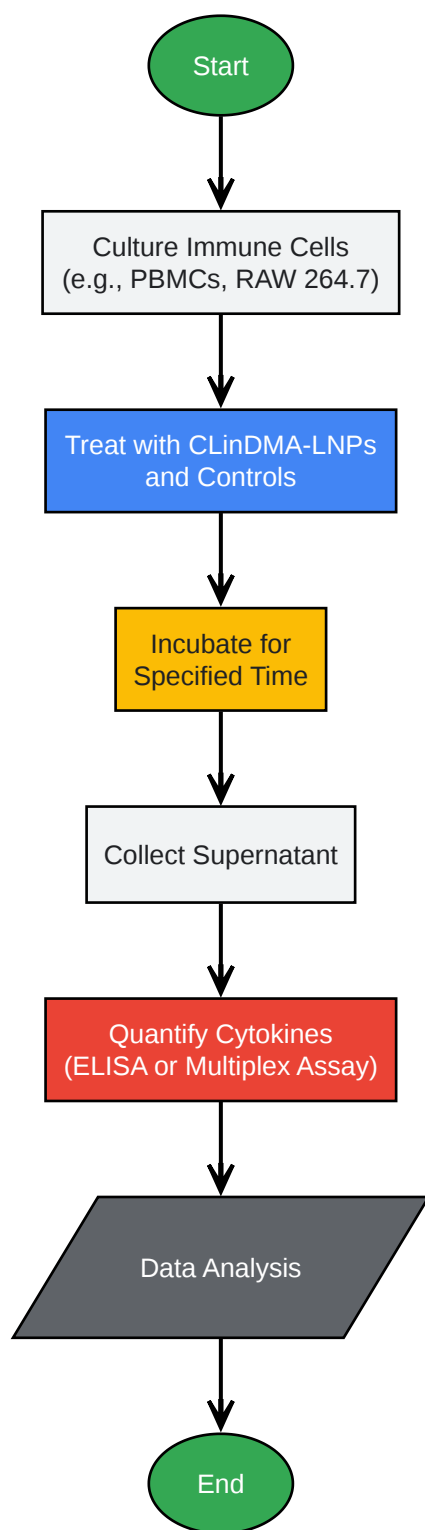 Start
Culture Immune Cells
(e.g., PBMCs, RAW 264.7)
Treat with CLinDMA-LNPs
and Controls
Incubate for
Specified Time
Collect Supernatant
Quantify Cytokines
(ELISA or Multiplex Assay)
Data Analysis
End